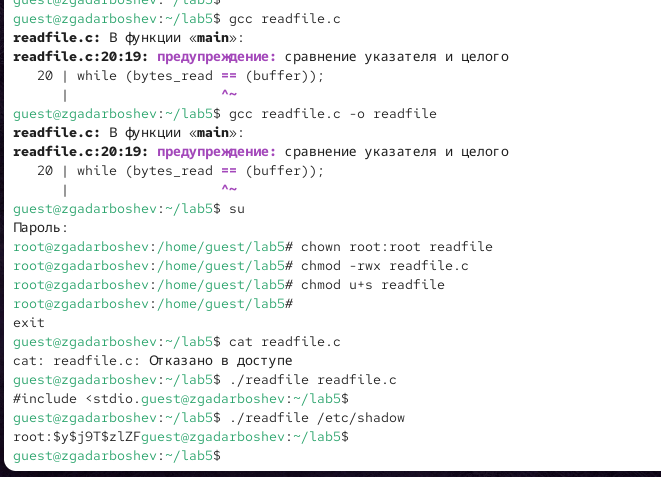 guest@zgadarboshev:~/lab5$
guest@zgadarboshev:~/lab5$ gcc readfile.c
readfile.c: В функции «main»:
readfile.c:20:19: предупреждение: сравнение указателя и целого
20 | while (bytes_read == (buffer));
| ^~
guest@zgadarboshev:~/lab5$ gcc readfile.c -o readfile
readfile.c: В функции «main»:
readfile.c:20:19: предупреждение: сравнение указателя и целого
20 | while (bytes_read == (buffer));
| ^~
guest@zgadarboshev:~/lab5$ su
Пароль:
root@zgadarboshev:/home/guest/lab5# chown root:root readfile
root@zgadarboshev:/home/guest/lab5# chmod -rwx readfile.c
root@zgadarboshev:/home/guest/lab5# chmod u+s readfile
root@zgadarboshev:/home/guest/lab5#
exit
guest@zgadarboshev:~/lab5$ cat readfile.c
cat: readfile.c: Отказано в доступе
guest@zgadarboshev:~/lab5$ ./readfile readfile.c
#include <stdio.guest@zgadarboshev:~/lab5$
guest@zgadarboshev:~/lab5$ ./readfile /etc/shadow
root:$y$j9T$zlZFguest@zgadarboshev:~/lab5$
guest@zgadarboshev:~/lab5$